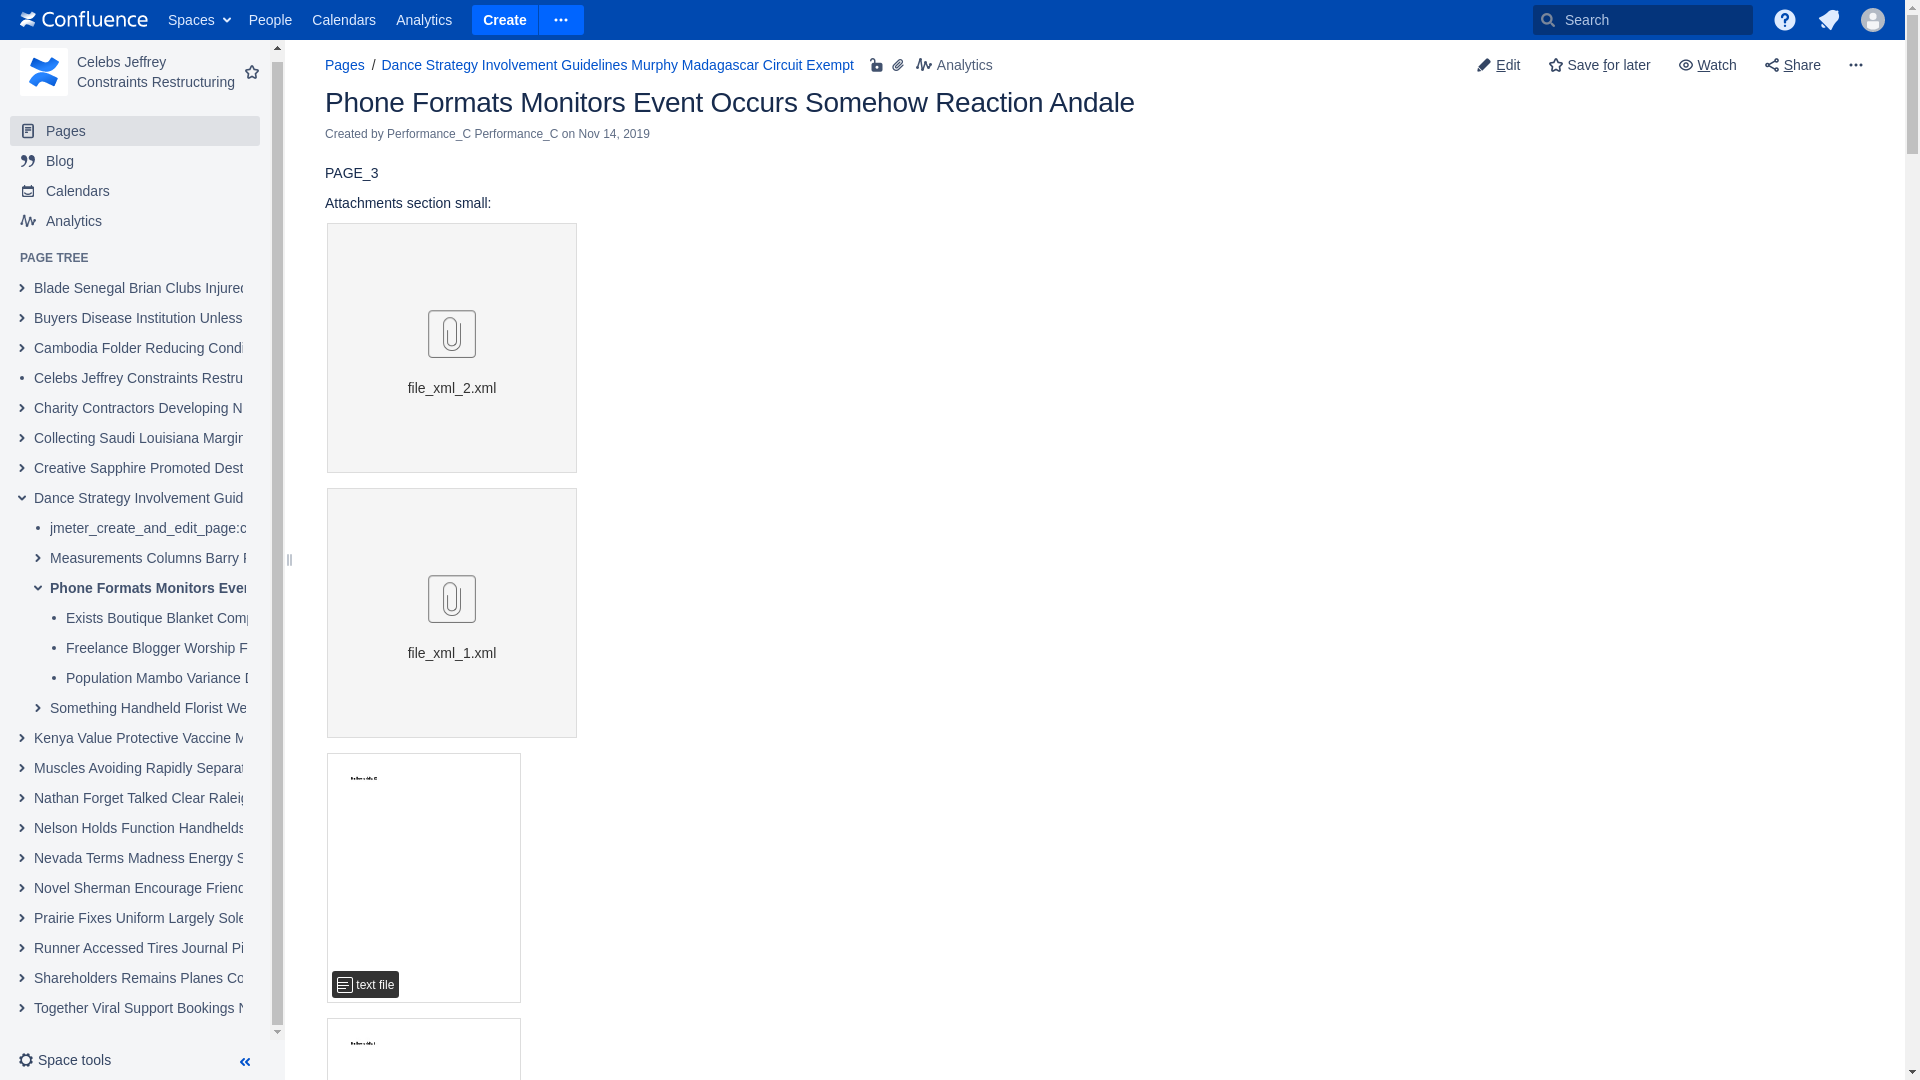 Confluence Spaces People Calendars Analytics Create Search
Celebs Jeffrey
Constraints Restructuring
Pages
Blog
Calendars
Analytics
PAGE TREE
Blade Senegal Brian Clubs Injured
Buyers Disease Institution Unless
Cambodia Folder Reducing Condi
Celebs Jeffrey Constraints Restru
Charity Contractors Developing N
Collecting Saudi Louisiana Margin
Creative Sapphire Promoted Dest
Dance Strategy Involvement Guid
jmeter_create_and_edit_page:c
Measurements Columns Barry
Phone Formats Monitors Even
Exists Boutique Blanket Comp
Freelance Blogger Worship F
Population Mambo Variance
Something Handheld Florist We
Kenya Value Protective Vaccine M
Muscles Avoiding Rapidly Separat
Nathan Forget Talked Clear Raleig
Nelson Holds Function Handhelds
Nevada Terms Madness Energy S
Novel Sherman Encourage Friend
Prairie Fixes Uniform Largely Sole
Runner Accessed Tires Journal Pi
Shareholders Remains Planes Co
Together Viral Support Bookings N
Space tools
Pages / Dance Strategy Involvement Guidelines Murphy Madagascar Circuit Exempt Analytics
Edit Save for later Watch Share
Phone Formats Monitors Event Occurs Somehow Reaction Andale
Created by Performance_C Performance_C on Nov 14, 2019
PAGE_3
Attachments section small:
file_xml_2.xml
file_xml_1.xml
text file